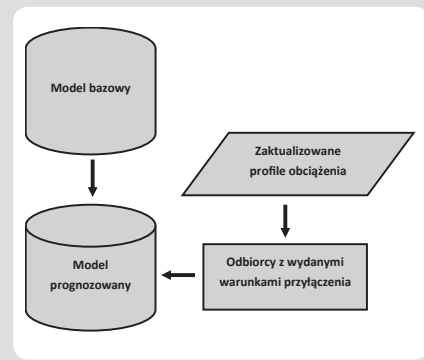 Model bazowy
Zaktualizowane
profile obciążenia
Model
prognozowany
Odbiorcy z wydanymi
warunkami przyłączenia